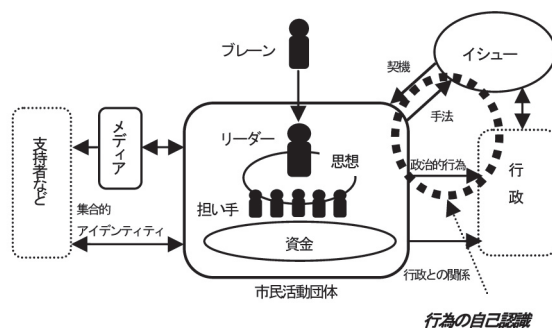 ブレーン
イシュー
契機
手法
リーダー
思想
メディア
支持者など
政治的行為
行政
担い手
集合的
アイデンティティ
資金
行政との関係
市民活動団体
行為の自己認識